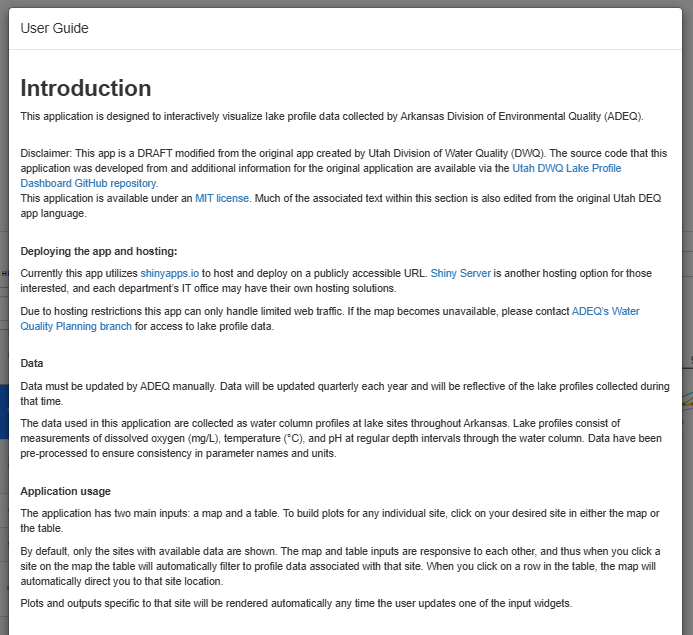 User Guide
Introduction
This application is designed to interactively visualize lake profile data collected by Arkansas Division of Environmental Quality (ADEQ).
Disclaimer: This app is a DRAFT modified from the original app created by Utah Division of Water Quality (DWQ). The source code that this
application was developed from and additional information for the original application are available via the Utah DWQ Lake Profile
Dashboard GitHub repository.
This application is available under an MIT license. Much of the associated text within this section is also edited from the original Utah DEQ
app language.
Deploying the app and hosting:
Currently this app utilizes shinyapps.io to host and deploy on a publicly accessible URL. Shiny Server is another hosting option for those
interested, and each department's IT office may have their own hosting solutions.
Due to hosting restrictions this app can only handle limited web traffic. If the map becomes unavailable, please contact ADEQ's Water
Quality Planning branch for access to lake profile data.
Data
Data must be updated by ADEQ manually. Data will be updated quarterly each year and will be reflective of the lake profiles collected during
that time.
The data used in this application are collected as water column profiles at lake sites throughout Arkansas. Lake profiles consist of
measurements of dissolved oxygen (mg/L), temperature (°C), and pH at regular depth intervals through the water column. Data have been
pre-processed to ensure consistency in parameter names and units.
Application usage
The application has two main inputs: a map and a table. To build plots for any individual site, click on your desired site in either the map or
the table.
By default, only the sites with available data are shown. The map and table inputs are responsive to each other, and thus when you click a
site on the map the table will automatically filter to profile data associated with that site. When you click on a row in the table, the map will
automatically direct you to that site location.
Plots and outputs specific to that site will be rendered automatically any time the user updates one of the input widgets.